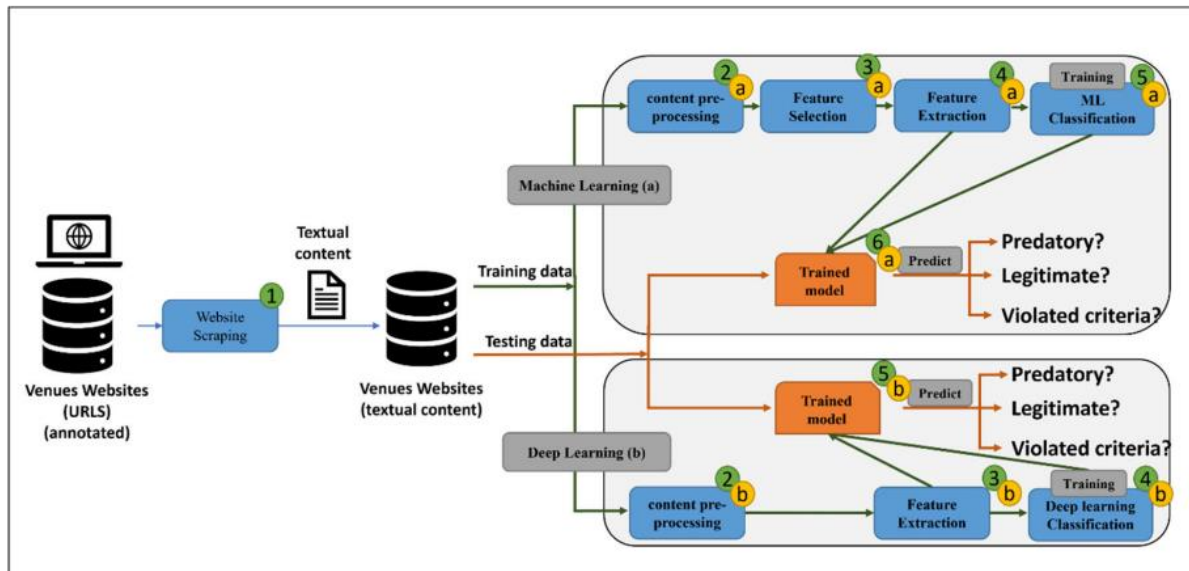 Venues Websites
(URLS)
(annotated)
1
Website
Scraping
Textual
content
Venues Websites
(textual content)
Training data
Testing data
Machine Learning (a)
Deep Learning (b)
2
a
content pre-
processing
3
a
Feature
Selection
4
a
Feature
Extraction
Training
5
a
ML
Classification
6
a
Trained
model
Predict
Predatory?
Legitimate?
Violated criteria?
5
b
Trained
model
Predict
Predatory?
Legitimate?
Violated criteria?
2
b
content pre-
processing
3
b
Feature
Extraction
Training
4
b
Deep learning
Classification